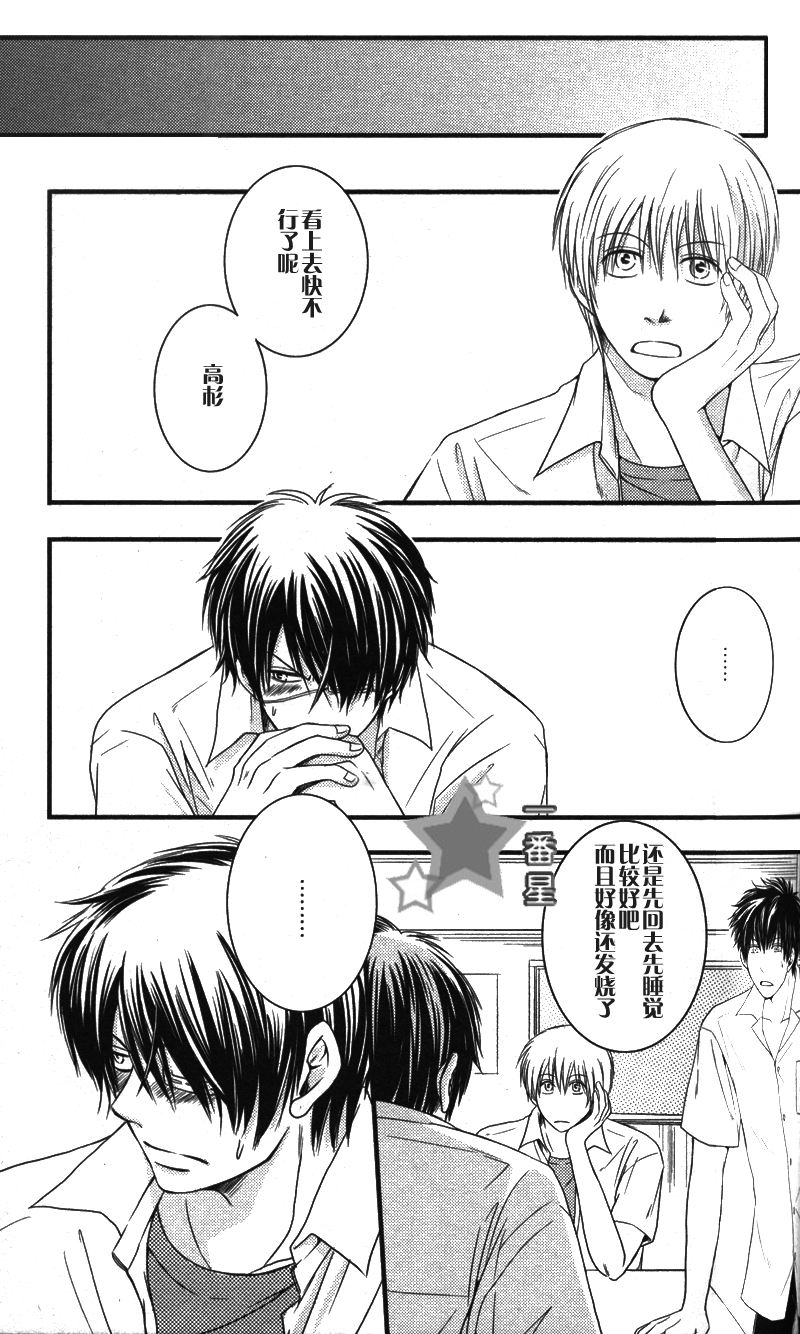 看上去快不
行了呢
高杉
……
还是先回去先睡觉
比较好吧
而且好像还发烧了
………
一番星